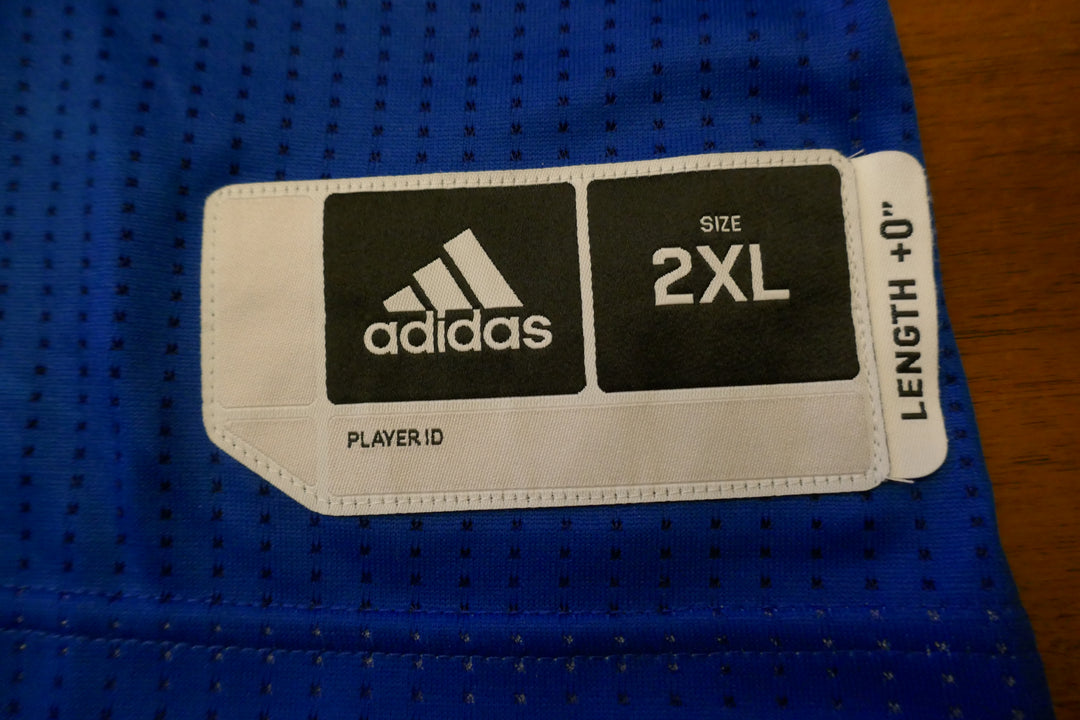 adidas
SIZE
2XL
PLAYER ID
LENGTH +0"